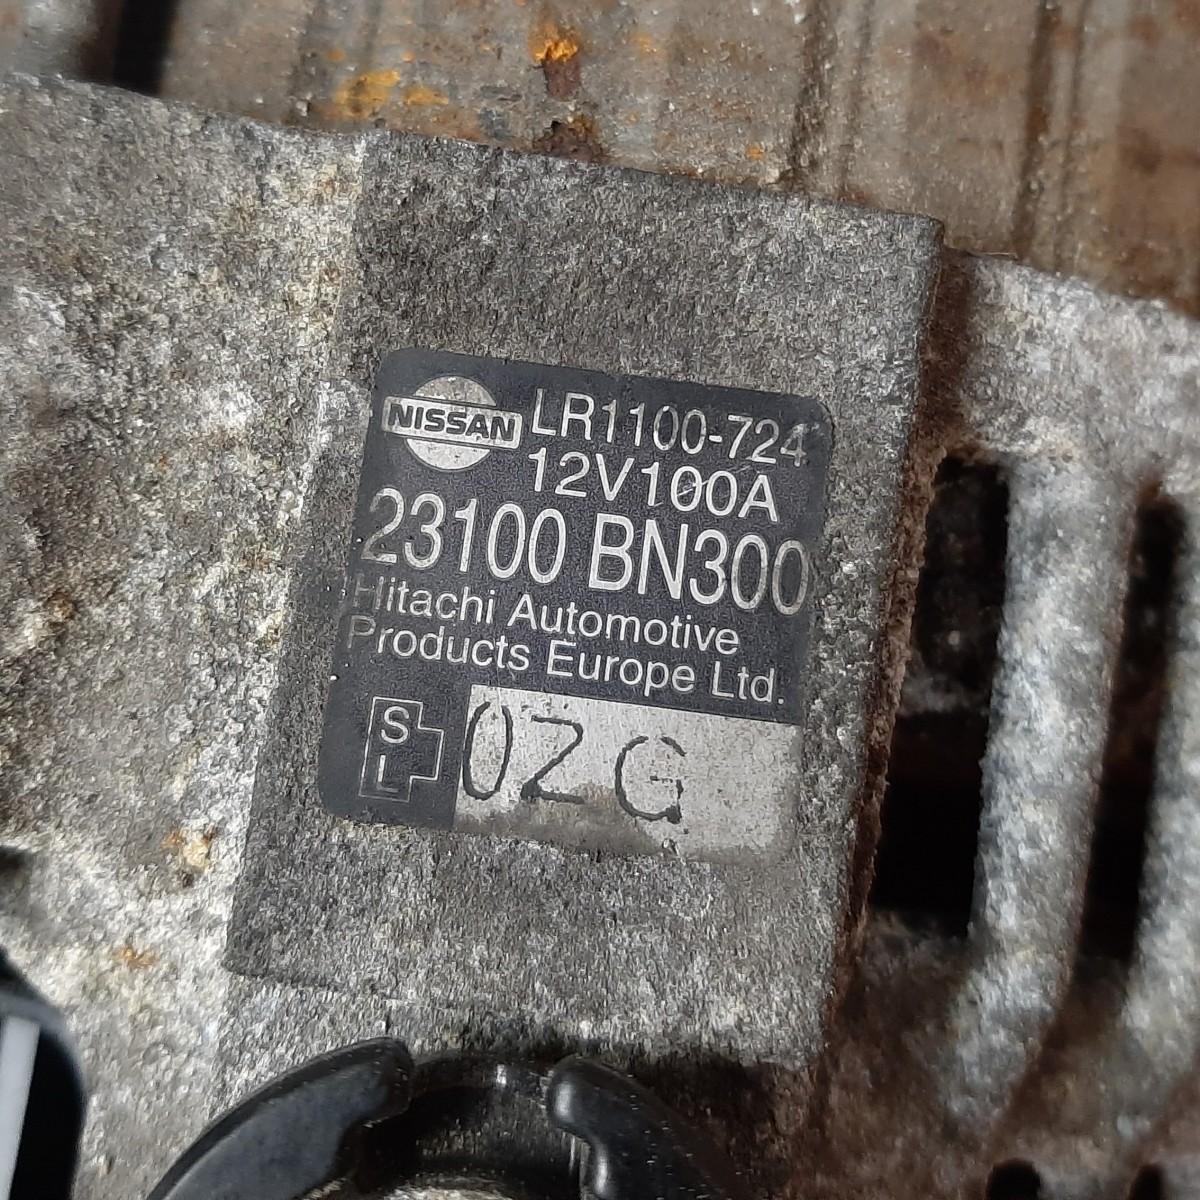 NISSAN LR1100-724
12V100A
23100 BN300
Hitachi Automotive
Products Europe Ltd.
S
L
0ZG